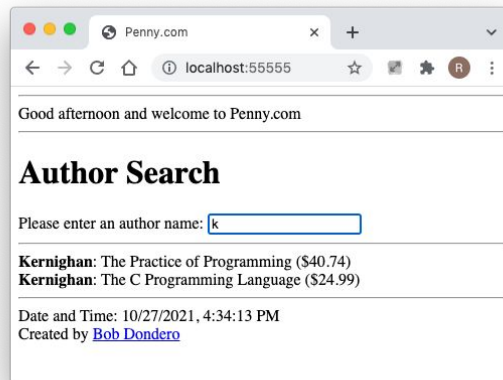 Penny.com
localhost:55555
R
Good afternoon and welcome to Penny.com
Author Search
Please enter an author name: k
Kernighan: The Practice of Programming ($40.74)
Kernighan: The C Programming Language ($24.99)
Date and Time: 10/27/2021, 4:34:13 PM
Created by Bob Dondero